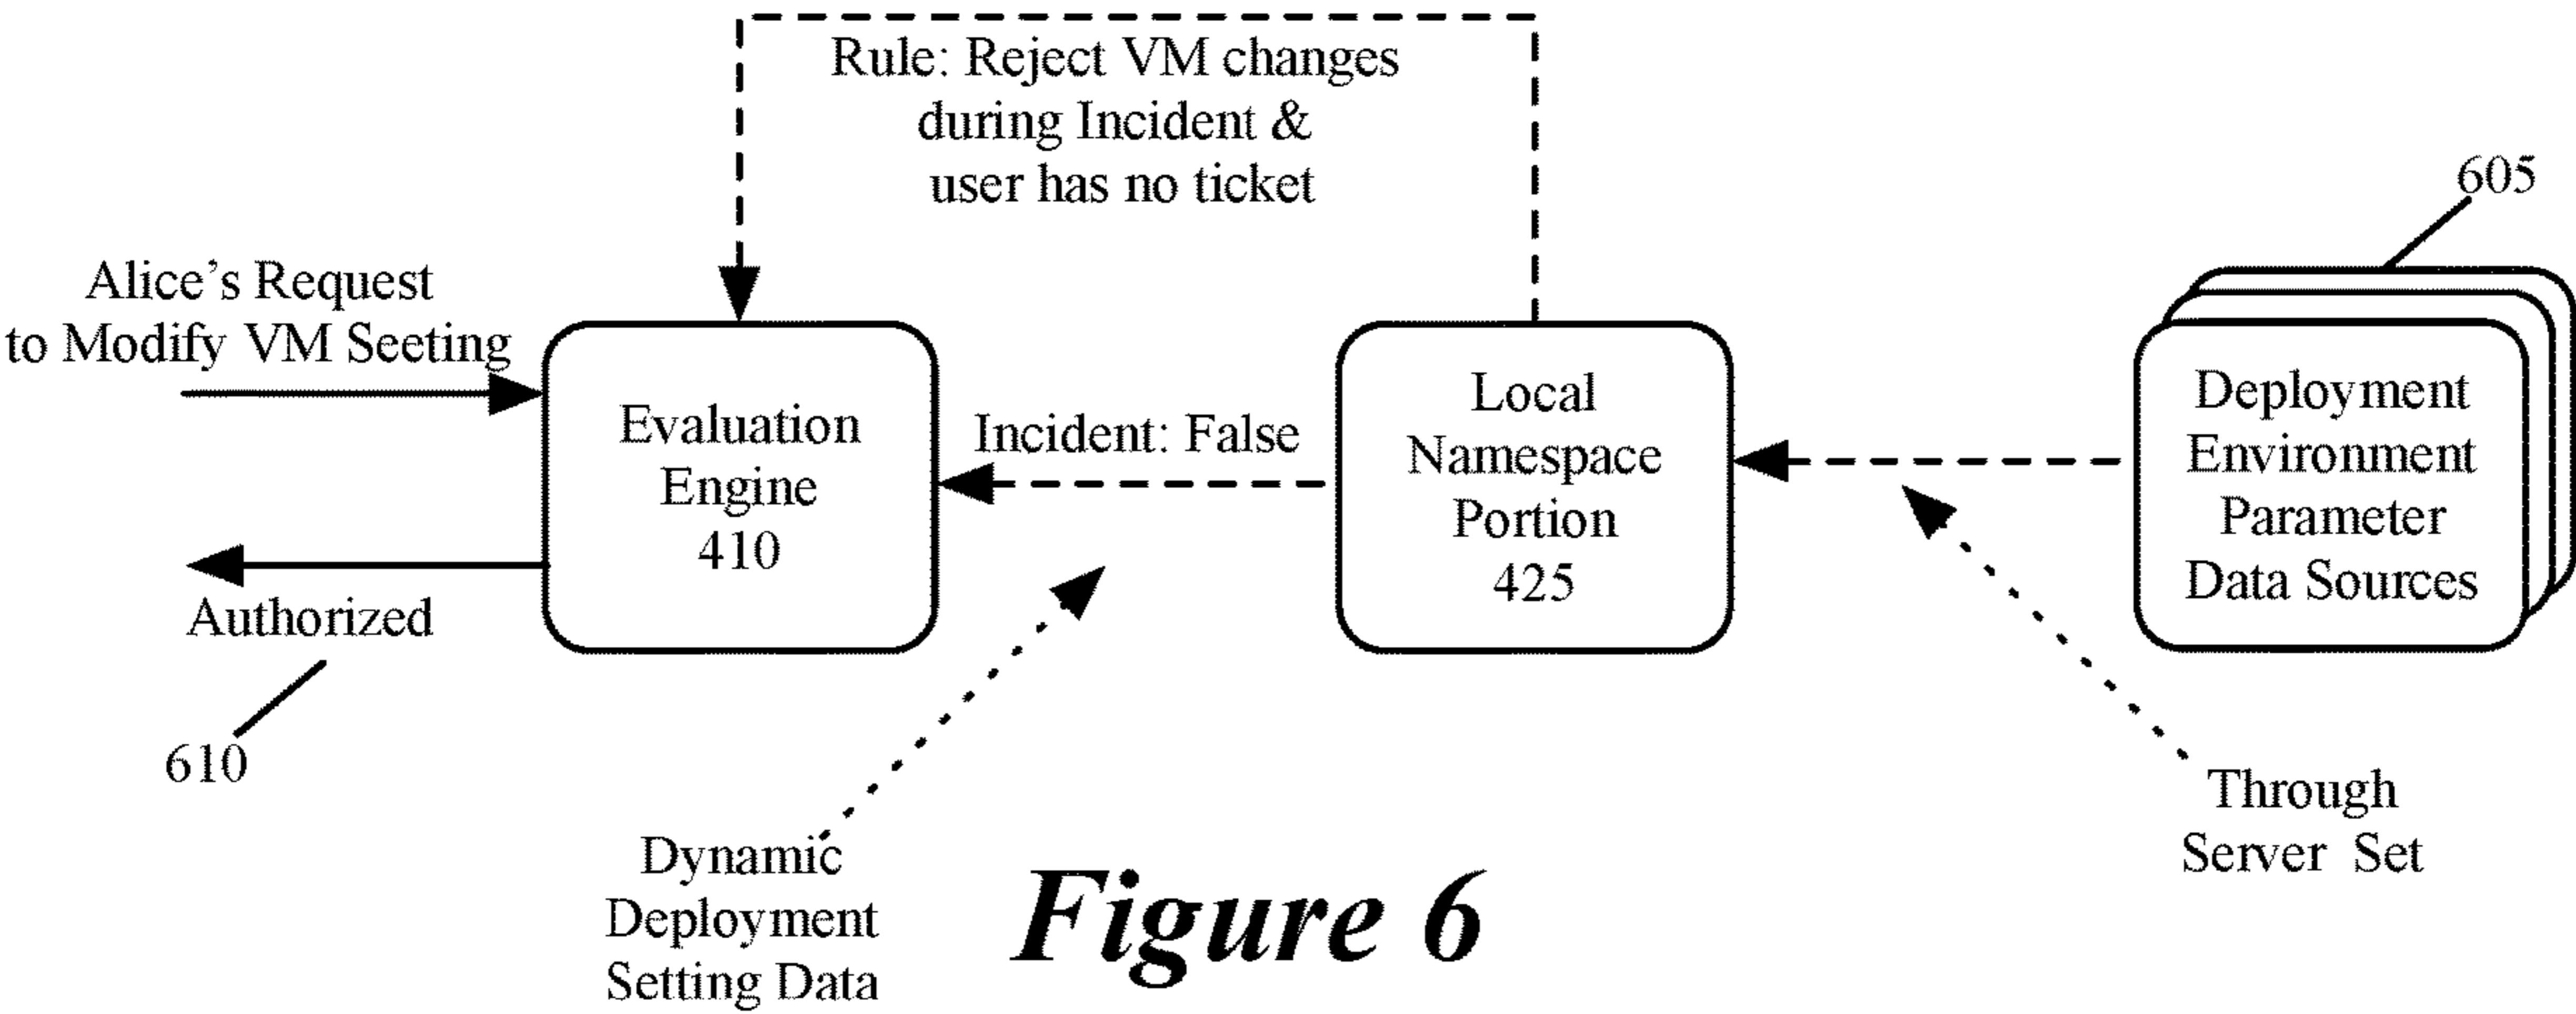 Rule: Reject VM changes
during Incident &
user has no ticket
605
Alice's Request
to Modify VM Seeting
Evaluation
Engine
410
Incident: False
Local
Namespace
Portion
425
Deployment
Environment
Parameter
Data Sources
Authorized
610
Dynamic
Deployment
Setting Data
Through
Server Set
Figure 6